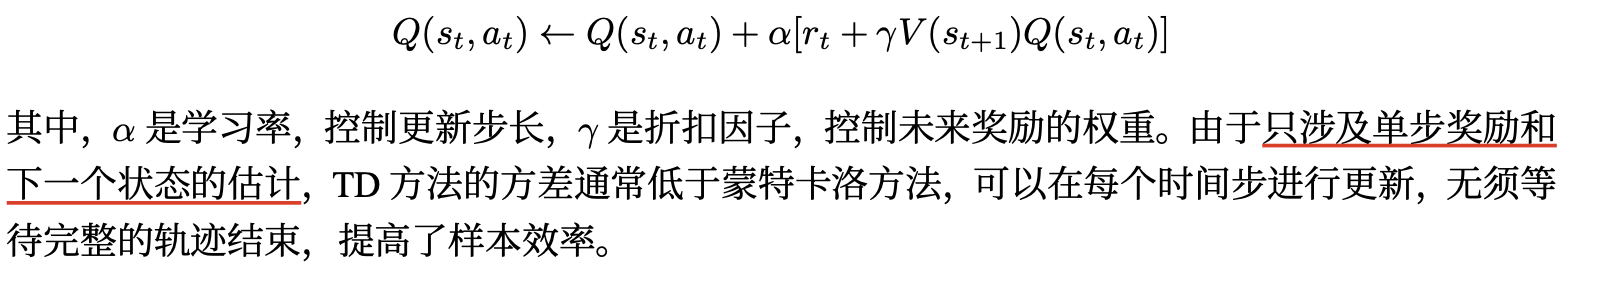 Q(s_t, a_t) ← Q(s_t, a_t) + α[r_t + γV(s_{t+1})Q(s_t, a_t)]
其中，α 是学习率，控制更新步长，γ 是折扣因子，控制未来奖励的权重。由于只涉及单步奖励和
下一个状态的估计，TD 方法的方差通常低于蒙特卡洛方法，可以在每个时间步进行更新，无须等
待完整的轨迹结束，提高了样本效率。